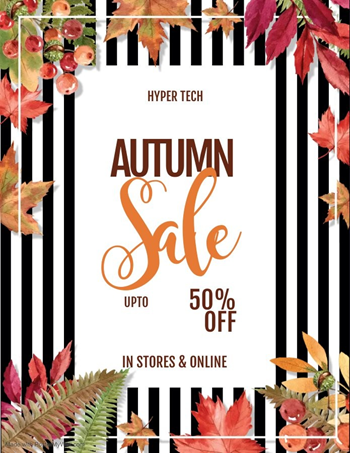 HYPER TECH
AUTUMN
Sale
UPTO 50%
OFF
IN STORES & ONLINE